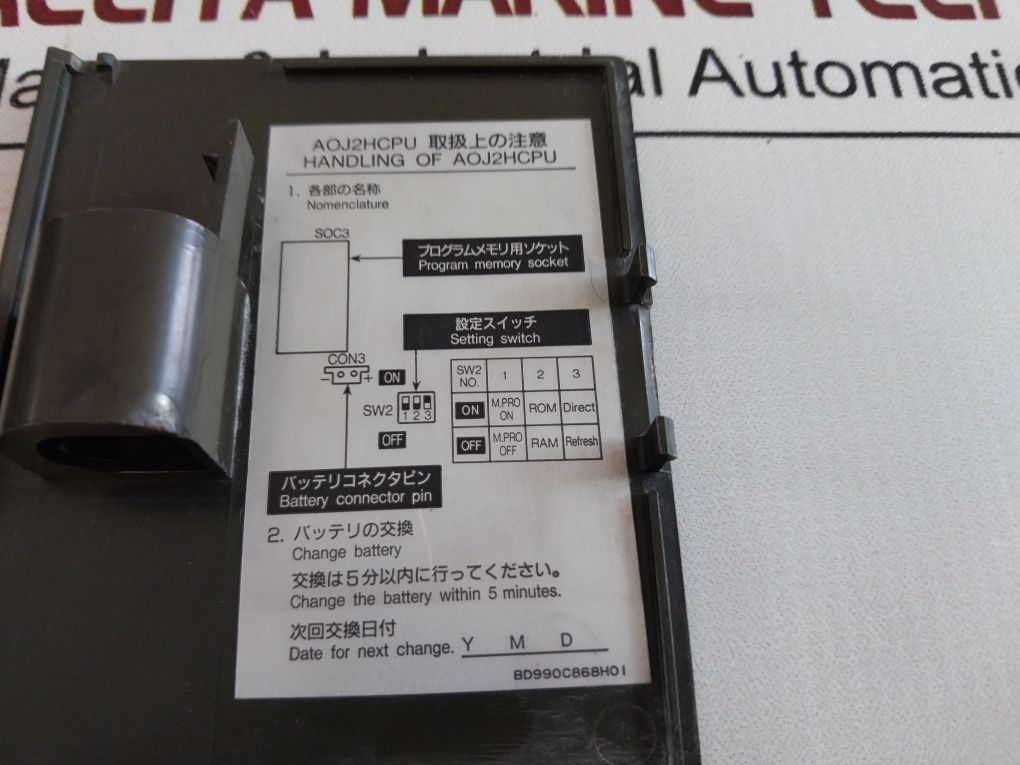 MARINE TECH
& Industrial Automati
AOJ2HCPU 取扱上の注意
HANDLING OF AOJ2HCPU
1. 各部の名称
Nomenclature
SOC3
プログラムメモリ用ソケット
Program memory socket
設定スイッチ
Setting switch
CON3
− +
ON
SW2
1 2 3
OFF
SW2 NO. 1 2 3
ON M.PRO ON ROM Direct
OFF M.PRO OFF RAM Refresh
バッテリコネクタピン
Battery connector pin
2. バッテリの交換
Change battery
交換は5分以内に行ってください。
Change the battery within 5 minutes.
次回交換日付
Date for next change. Y M D
BD990C868H01